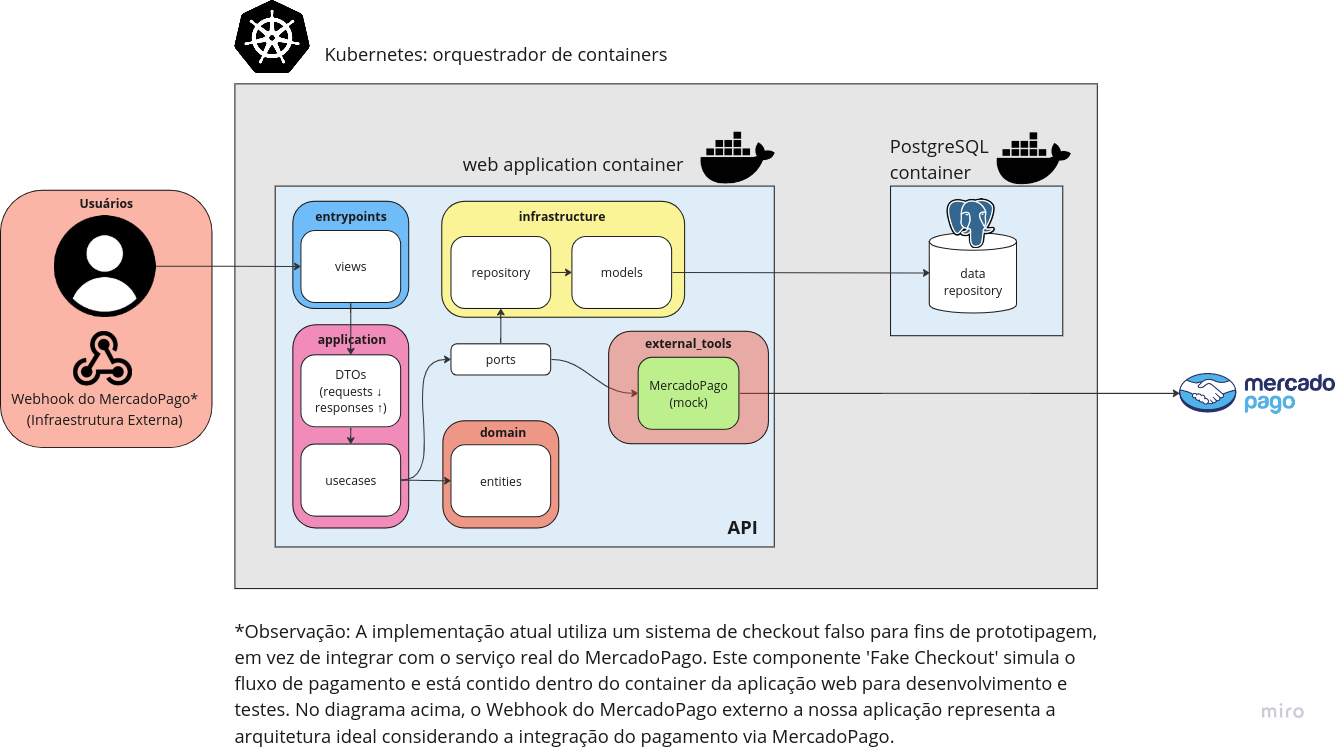 Kubernetes: orquestrador de containers
web application container
PostgreSQL
container
Usuários
Webhook do MercadoPago*
(Infraestrutura Externa)
entrypoints
views
infrastructure
repository
models
data
repository
application
DTOs
(requests ↓
responses ↑)
usecases
ports
external_tools
MercadoPago
(mock)
domain
entities
API
mercado
pago
*Observação: A implementação atual utiliza um sistema de checkout falso para fins de prototipagem,
em vez de integrar com o serviço real do MercadoPago. Este componente 'Fake Checkout' simula o
fluxo de pagamento e está contido dentro do container da aplicação web para desenvolvimento e
testes. No diagrama acima, o Webhook do MercadoPago externo a nossa aplicação representa a
arquitetura ideal considerando a integração do pagamento via MercadoPago.
miro